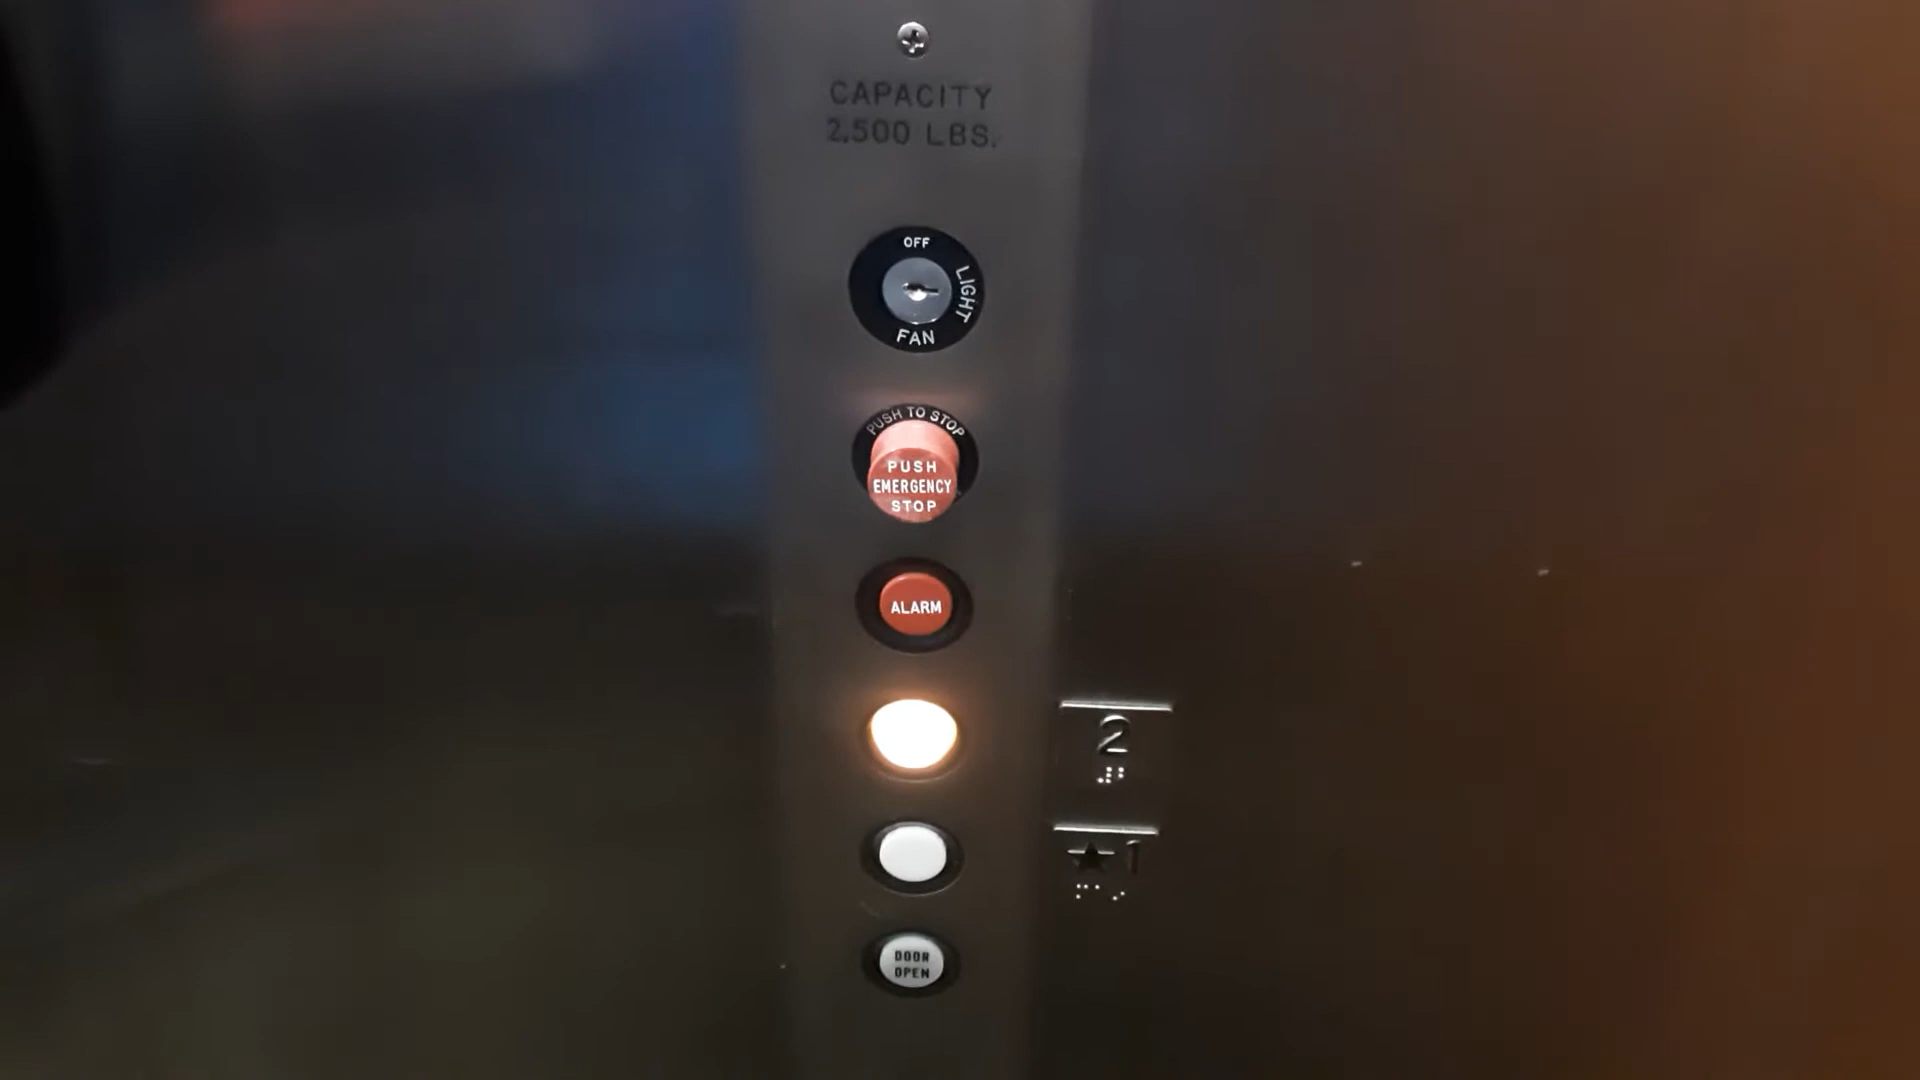 CAPACITY
2,500 LBS.
OFF
LIGHT
FAN
PUSH TO STOP
PUSH
EMERGENCY
STOP
ALARM
2
★1
DOOR
OPEN